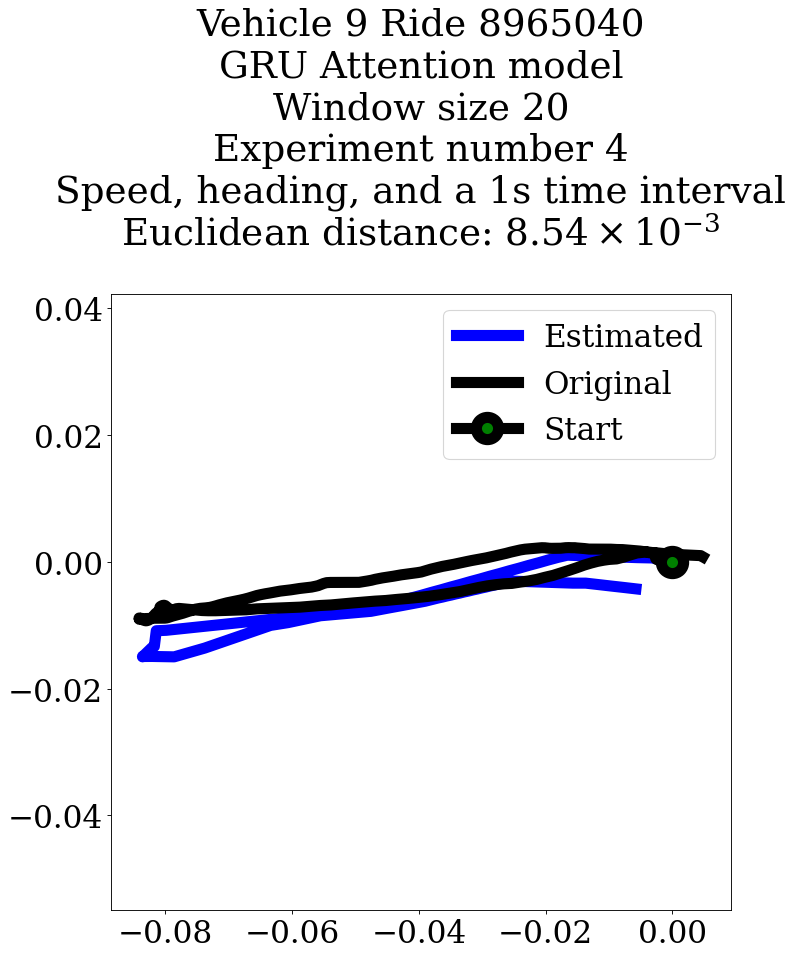 Vehicle 9 Ride 8965040
GRU Attention model
Window size 20
Experiment number 4
Speed, heading, and a 1s time interval
Euclidean distance: 8.54 × 10⁻³
Estimated
Original
Start
0.04
0.02
0.00
−0.02
−0.04
−0.08 −0.06 −0.04 −0.02 0.00